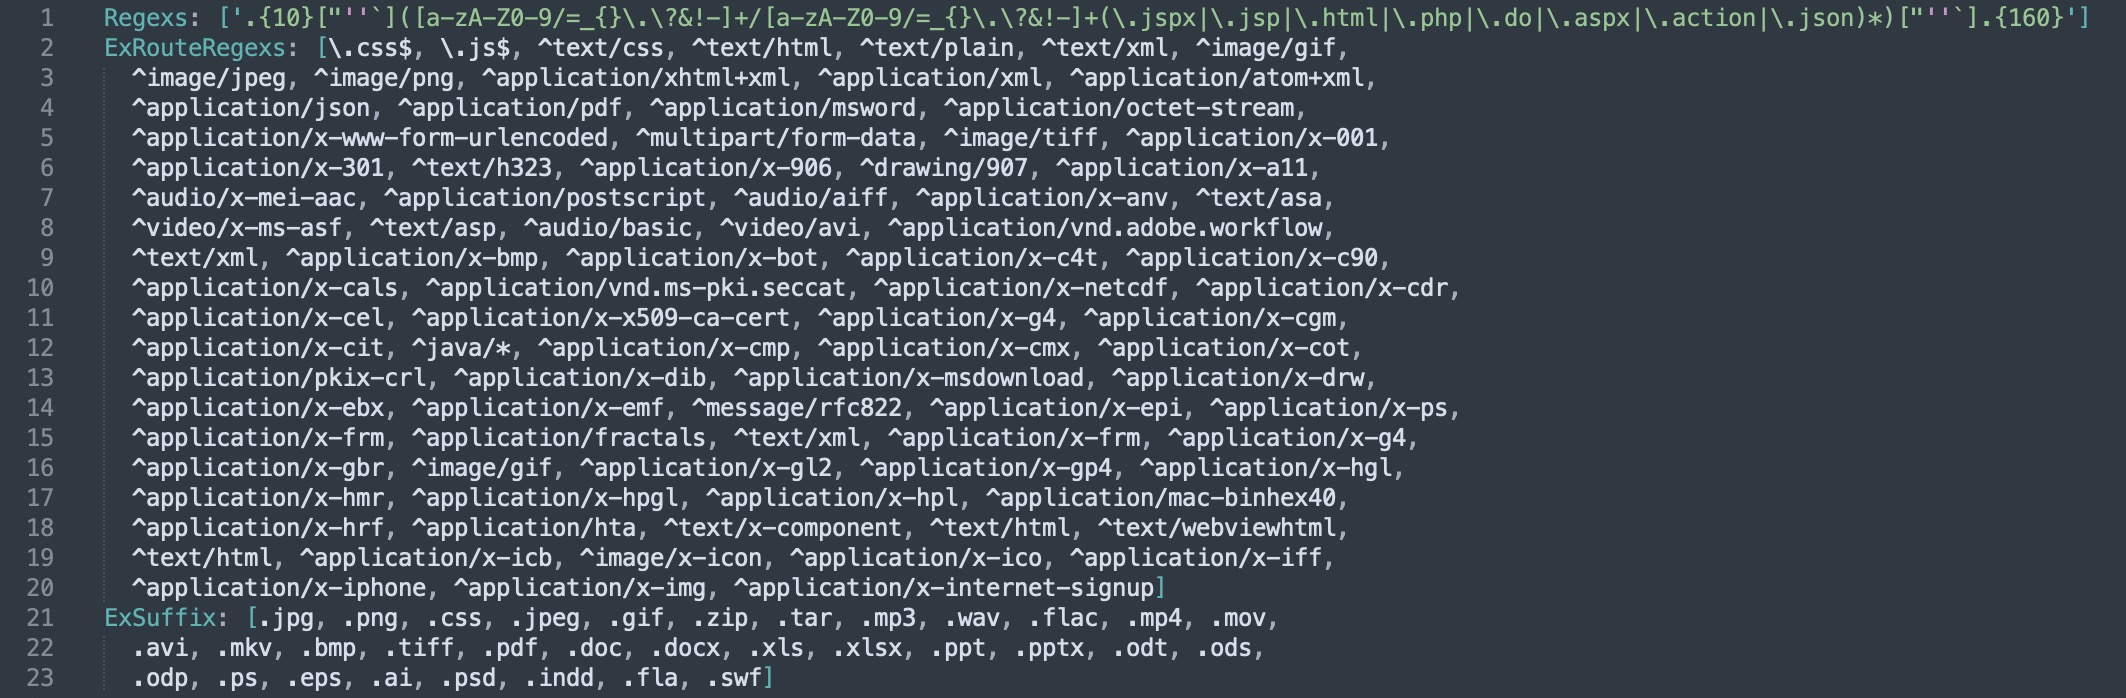 1 Regexs: ['.{10}["''`]([a-zA-Z0-9/=_{}\.\?&!-]+/[a-zA-Z0-9/=_{}\.\?&!-]+(\.jspx|\.jsp|\.html|\.php|\.do|\.aspx|\.action|\.json)*)["''`].{160}']
2 ExRouteRegexs: [\.css$, \.js$, ^text/css, ^text/html, ^text/plain, ^text/xml, ^image/gif,
3 ^image/jpeg, ^image/png, ^application/xhtml+xml, ^application/xml, ^application/atom+xml,
4 ^application/json, ^application/pdf, ^application/msword, ^application/octet-stream,
5 ^application/x-www-form-urlencoded, ^multipart/form-data, ^image/tiff, ^application/x-001,
6 ^application/x-301, ^text/h323, ^application/x-906, ^drawing/907, ^application/x-a11,
7 ^audio/x-mei-aac, ^application/postscript, ^audio/aiff, ^application/x-anv, ^text/asa,
8 ^video/x-ms-asf, ^text/asp, ^audio/basic, ^video/avi, ^application/vnd.adobe.workflow,
9 ^text/xml, ^application/x-bmp, ^application/x-bot, ^application/x-c4t, ^application/x-c90,
10 ^application/x-cals, ^application/vnd.ms-pki.seccat, ^application/x-netcdf, ^application/x-cdr,
11 ^application/x-cel, ^application/x-x509-ca-cert, ^application/x-g4, ^application/x-cgm,
12 ^application/x-cit, ^java/*, ^application/x-cmp, ^application/x-cmx, ^application/x-cot,
13 ^application/pkix-crl, ^application/x-dib, ^application/x-msdownload, ^application/x-drw,
14 ^application/x-ebx, ^application/x-emf, ^message/rfc822, ^application/x-epi, ^application/x-ps,
15 ^application/x-frm, ^application/fractals, ^text/xml, ^application/x-frm, ^application/x-g4,
16 ^application/x-gbr, ^image/gif, ^application/x-gl2, ^application/x-gp4, ^application/x-hgl,
17 ^application/x-hmr, ^application/x-hpgl, ^application/x-hpl, ^application/mac-binhex40,
18 ^application/x-hrf, ^application/hta, ^text/x-component, ^text/html, ^text/webviewhtml,
19 ^text/html, ^application/x-icb, ^image/x-icon, ^application/x-ico, ^application/x-iff,
20 ^application/x-iphone, ^application/x-img, ^application/x-internet-signup]
21 ExSuffix: [.jpg, .png, .css, .jpeg, .gif, .zip, .tar, .mp3, .wav, .flac, .mp4, .mov,
22 .avi, .mkv, .bmp, .tiff, .pdf, .doc, .docx, .xls, .xlsx, .ppt, .pptx, .odt, .ods,
23 .odp, .ps, .eps, .ai, .psd, .indd, .fla, .swf]